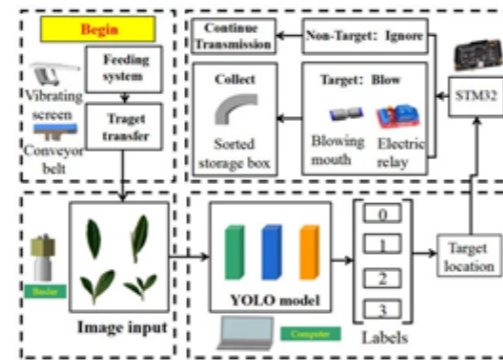 Begin
Feeding
system
Vibrating
screen
Traget
transfer
Conveyor
belt
Continue
Transmission
Non-Target: Ignore
Collect
Sorted
storage box
Target: Blow
Blowing
mouth
Electric
relay
STM32
Basler
Image input
YOLO model
Computer
0
1
2
3
Labels
Target
location